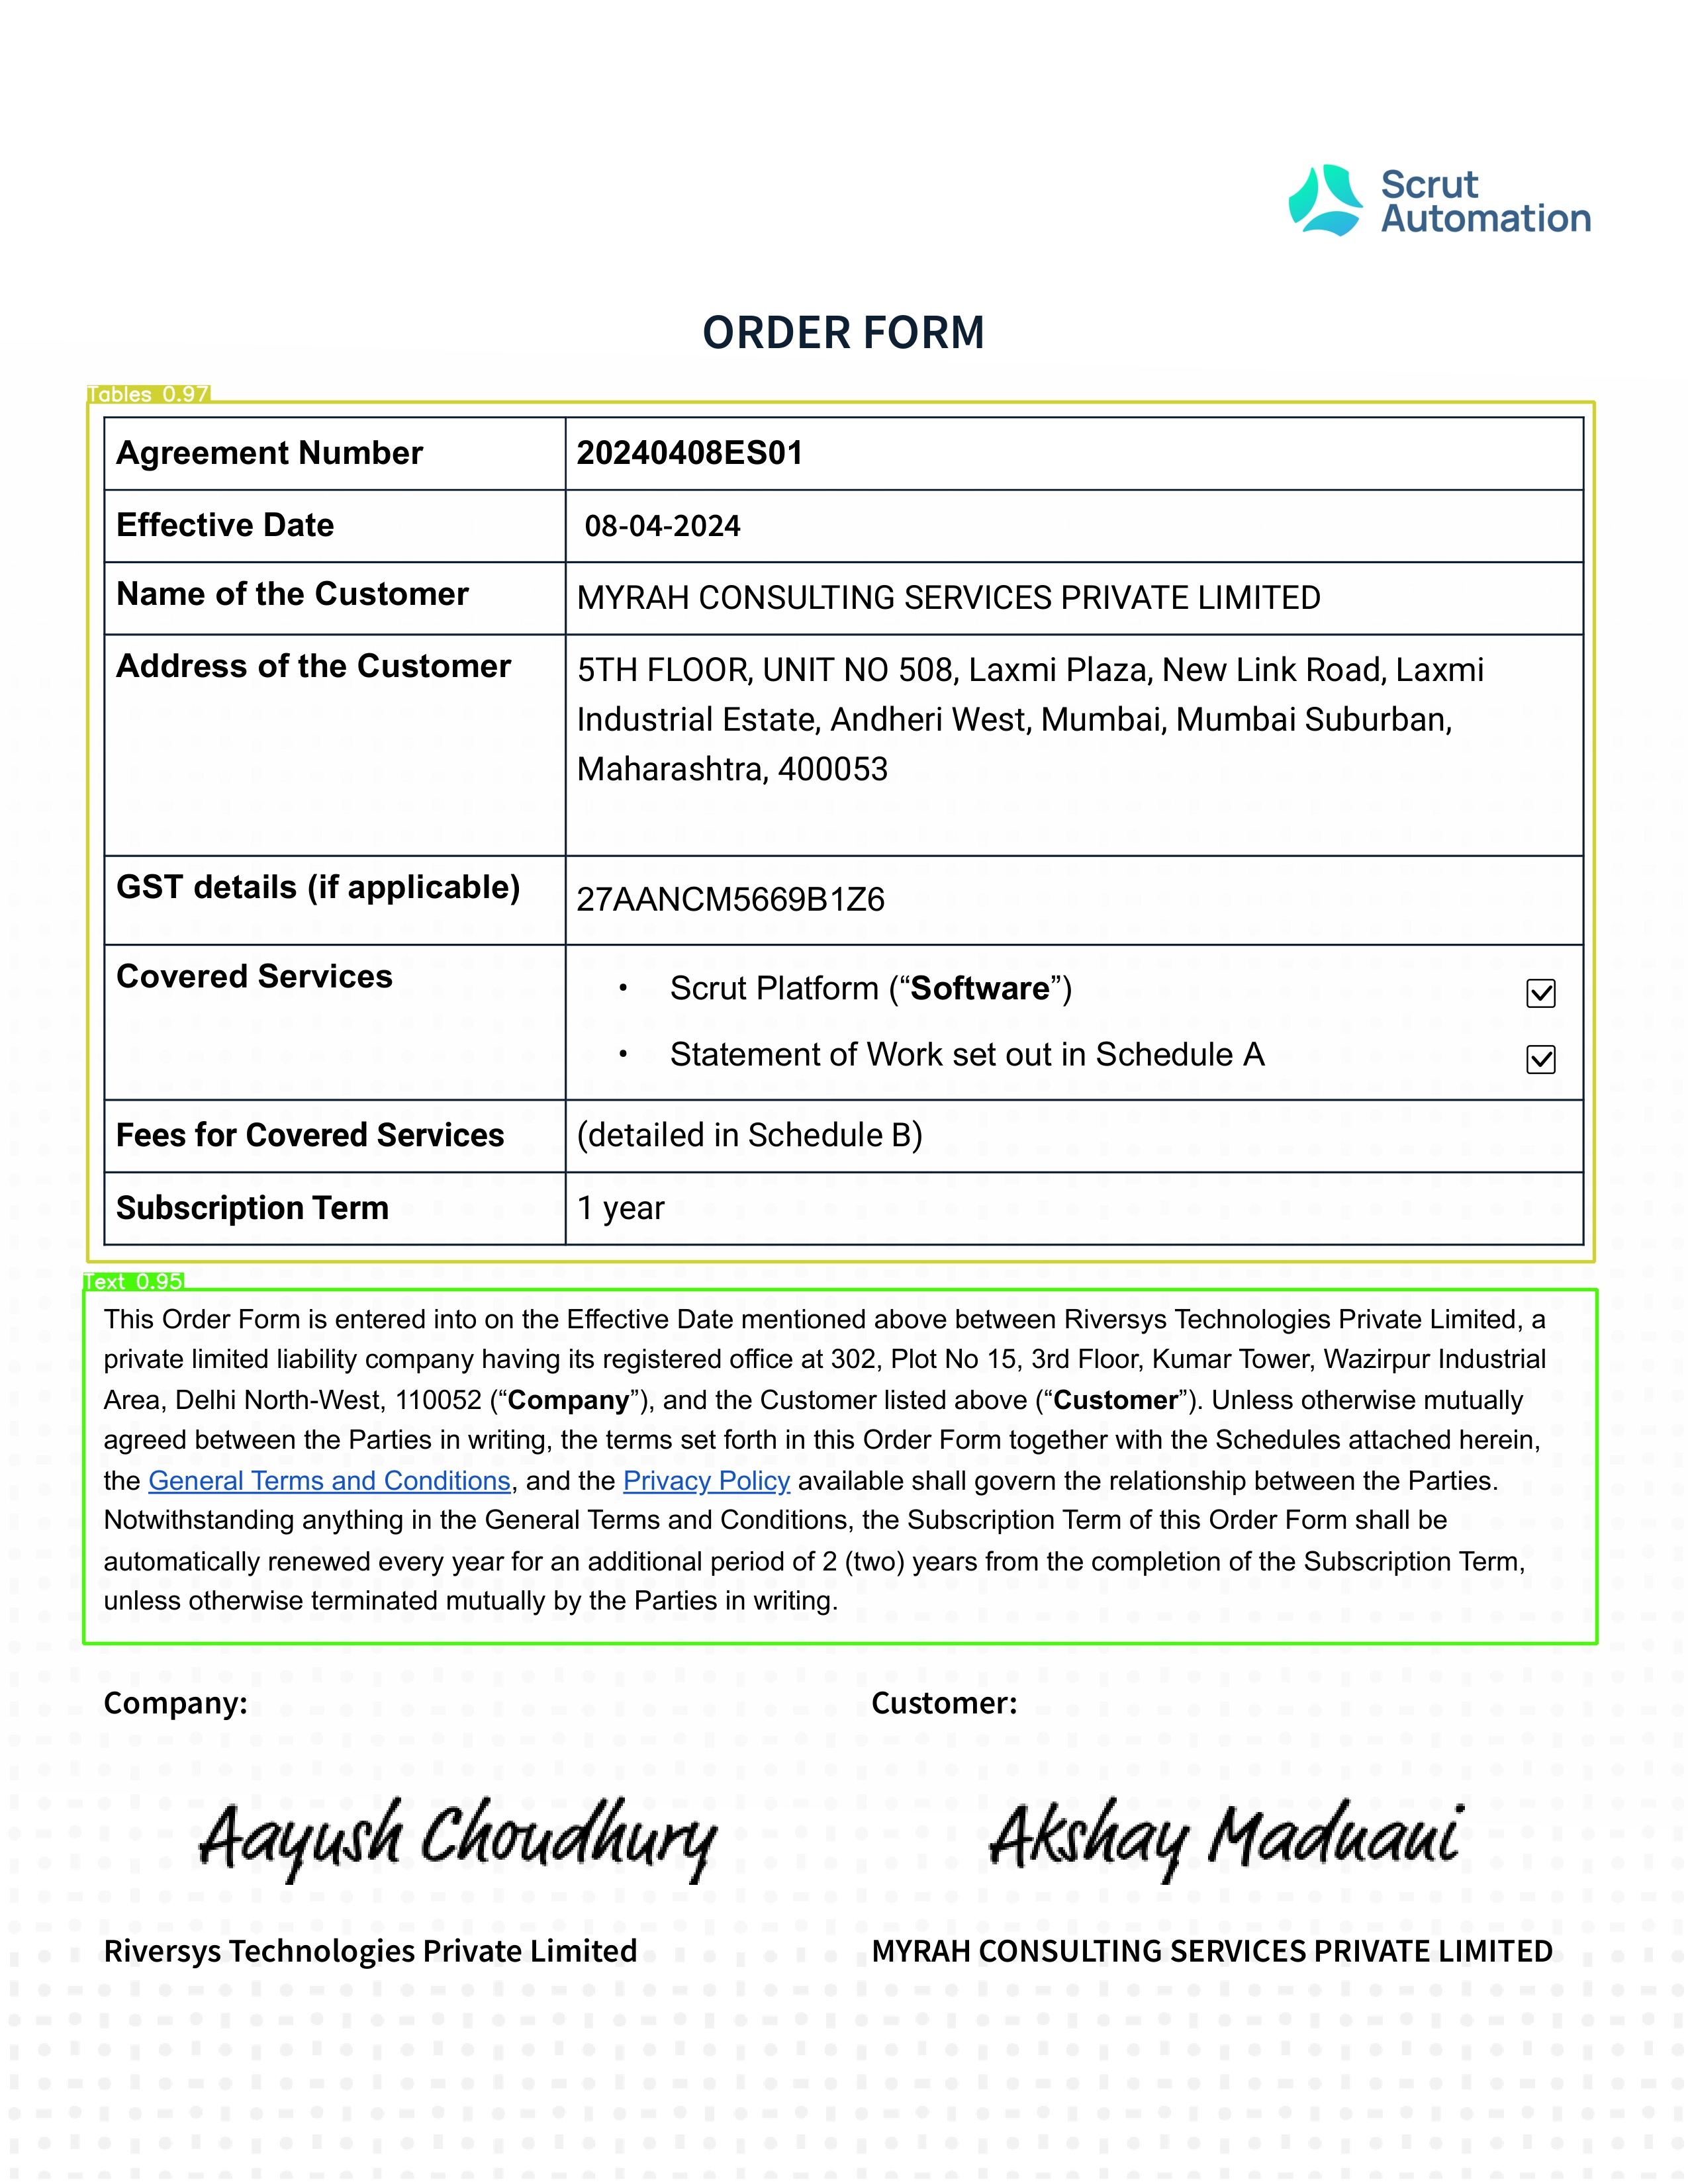 Scrut
Automation
ORDER FORM
Tables 0.97
Agreement Number 20240408ES01
Effective Date 08-04-2024
Name of the Customer MYRAH CONSULTING SERVICES PRIVATE LIMITED
Address of the Customer 5TH FLOOR, UNIT NO 508, Laxmi Plaza, New Link Road, Laxmi
Industrial Estate, Andheri West, Mumbai, Mumbai Suburban,
Maharashtra, 400053
GST details (if applicable) 27AANCM5669B1Z6
Covered Services • Scrut Platform (“Software”) ☑
• Statement of Work set out in Schedule A ☑
Fees for Covered Services (detailed in Schedule B)
Subscription Term 1 year
Text 0.95
This Order Form is entered into on the Effective Date mentioned above between Riversys Technologies Private Limited, a
private limited liability company having its registered office at 302, Plot No 15, 3rd Floor, Kumar Tower, Wazirpur Industrial
Area, Delhi North-West, 110052 (“Company”), and the Customer listed above (“Customer”). Unless otherwise mutually
agreed between the Parties in writing, the terms set forth in this Order Form together with the Schedules attached herein,
the General Terms and Conditions, and the Privacy Policy available shall govern the relationship between the Parties.
Notwithstanding anything in the General Terms and Conditions, the Subscription Term of this Order Form shall be
automatically renewed every year for an additional period of 2 (two) years from the completion of the Subscription Term,
unless otherwise terminated mutually by the Parties in writing.
Company: Customer:
Aayush Choudhury Akshay Madnani
Riversys Technologies Private Limited MYRAH CONSULTING SERVICES PRIVATE LIMITED